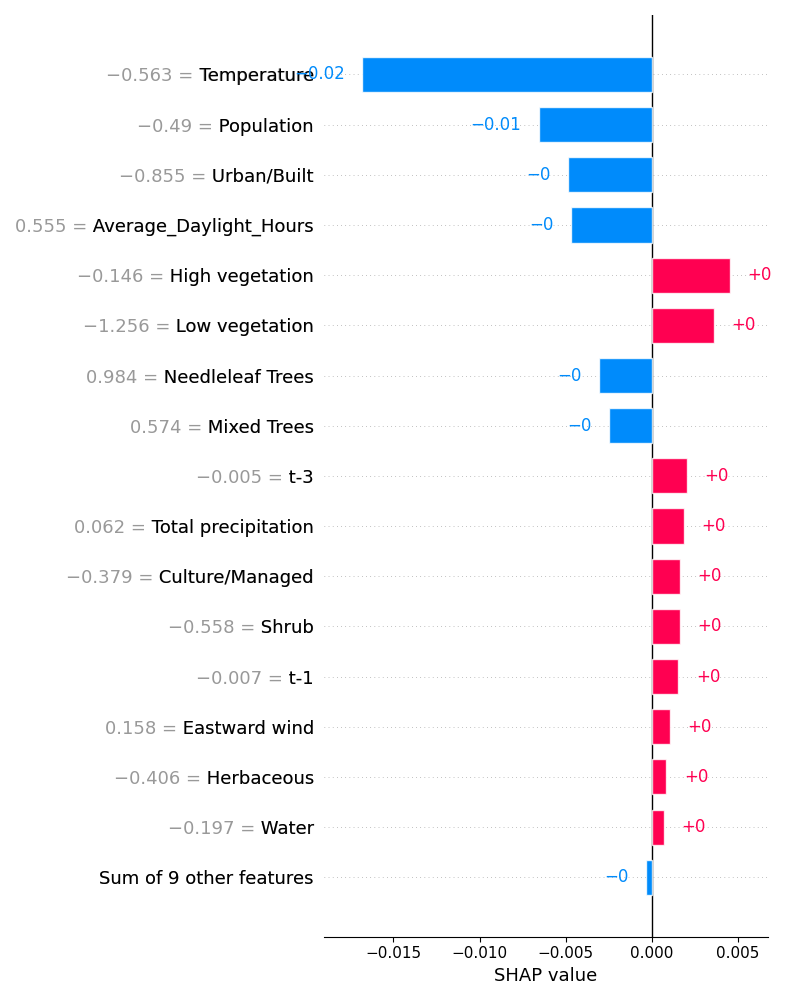 −0.563 = Temperature −0.02
−0.49 = Population −0.01
−0.855 = Urban/Built −0
0.555 = Average_Daylight_Hours −0
−0.146 = High vegetation +0
−1.256 = Low vegetation +0
0.984 = Needleleaf Trees −0
0.574 = Mixed Trees −0
−0.005 = t-3 +0
0.062 = Total precipitation +0
−0.379 = Culture/Managed +0
−0.558 = Shrub +0
−0.007 = t-1 +0
0.158 = Eastward wind +0
−0.406 = Herbaceous +0
−0.197 = Water +0
Sum of 9 other features −0
−0.015 −0.010 −0.005 0.000 0.005
SHAP value